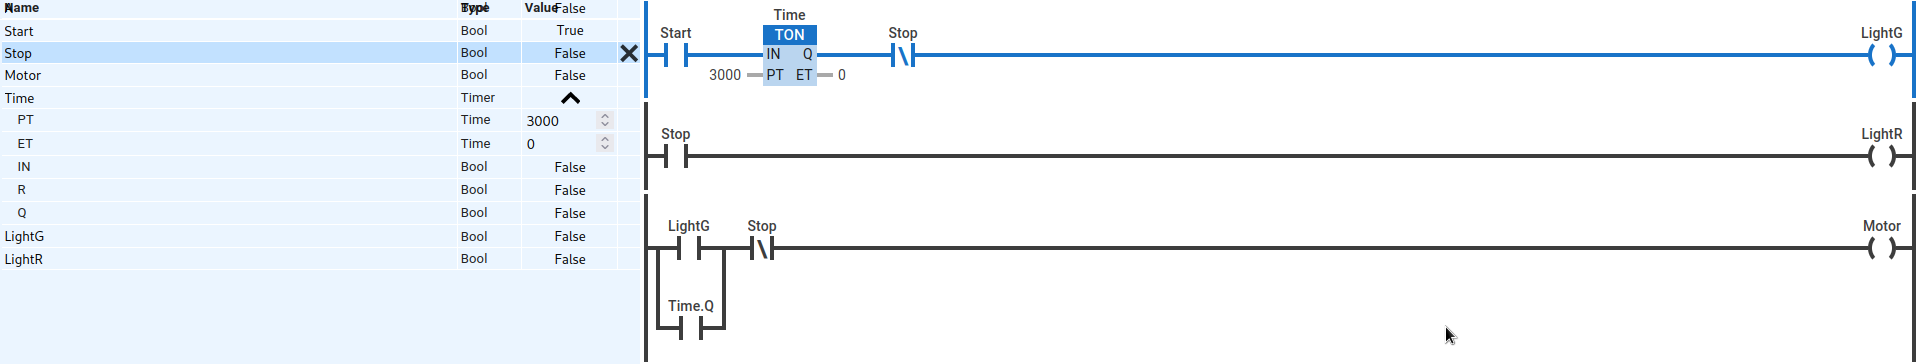 Name Type Value False
Start Bool True
Stop Bool False
Motor Bool False
Time Timer
PT Time 3000
ET Time 0
IN Bool False
R Bool False
Q Bool False
LightG Bool False
LightR Bool False
Time
Start TON Stop LightG
IN Q
3000 PT ET 0
Stop LightR
LightG Stop Motor
Time.Q